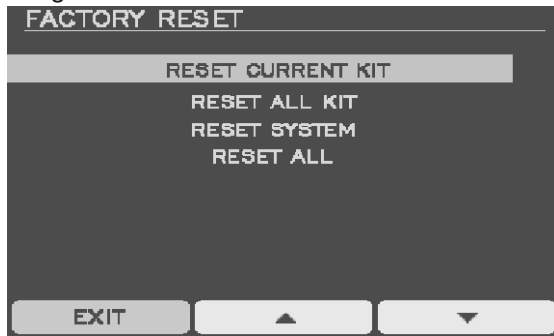 FACTORY RESET
RESET CURRENT KIT
RESET ALL KIT
RESET SYSTEM
RESET ALL
EXIT